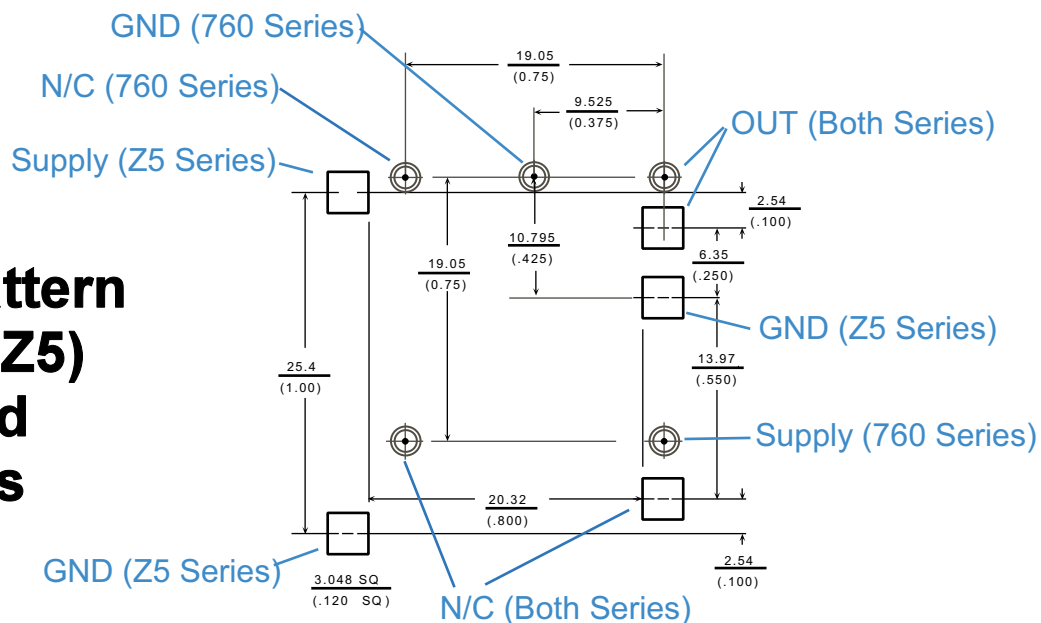 GND (760 Series)
19.05
(0.75)
N/C (760 Series)
9.525
(0.375)
OUT (Both Series)
Supply (Z5 Series)
2.54
(.100)
10.795
(.425)
6.35
(.250)
19.05
(0.75)
ttern
Z5)
d
s
GND (Z5 Series)
13.97
(.550)
25.4
(1.00)
Supply (760 Series)
20.32
(.800)
GND (Z5 Series)
3.048 SQ
(.120 SQ)
2.54
(.100)
N/C (Both Series)